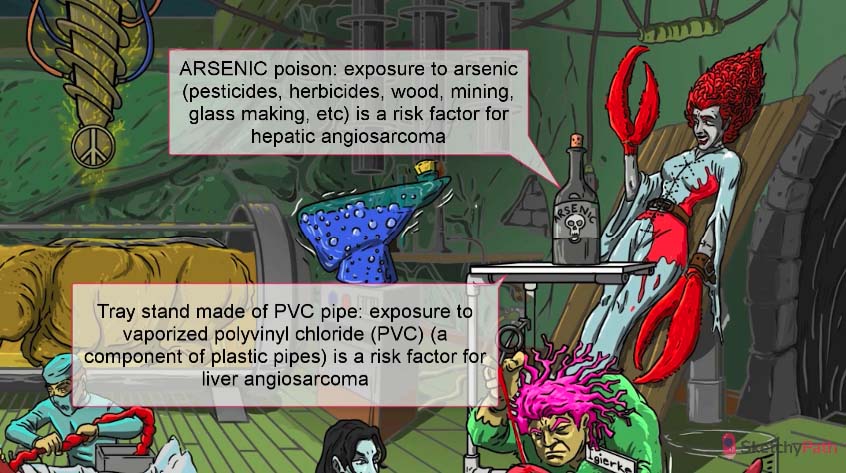 ARSENIC poison: exposure to arsenic
(pesticides, herbicides, wood, mining,
glass making, etc) is a risk factor for
hepatic angiosarcoma
ARSENIC
Tray stand made of PVC pipe: exposure to
vaporized polyvinyl chloride (PVC) (a
component of plastic pipes) is a risk factor for
liver angiosarcoma
gierke
SketchyPath